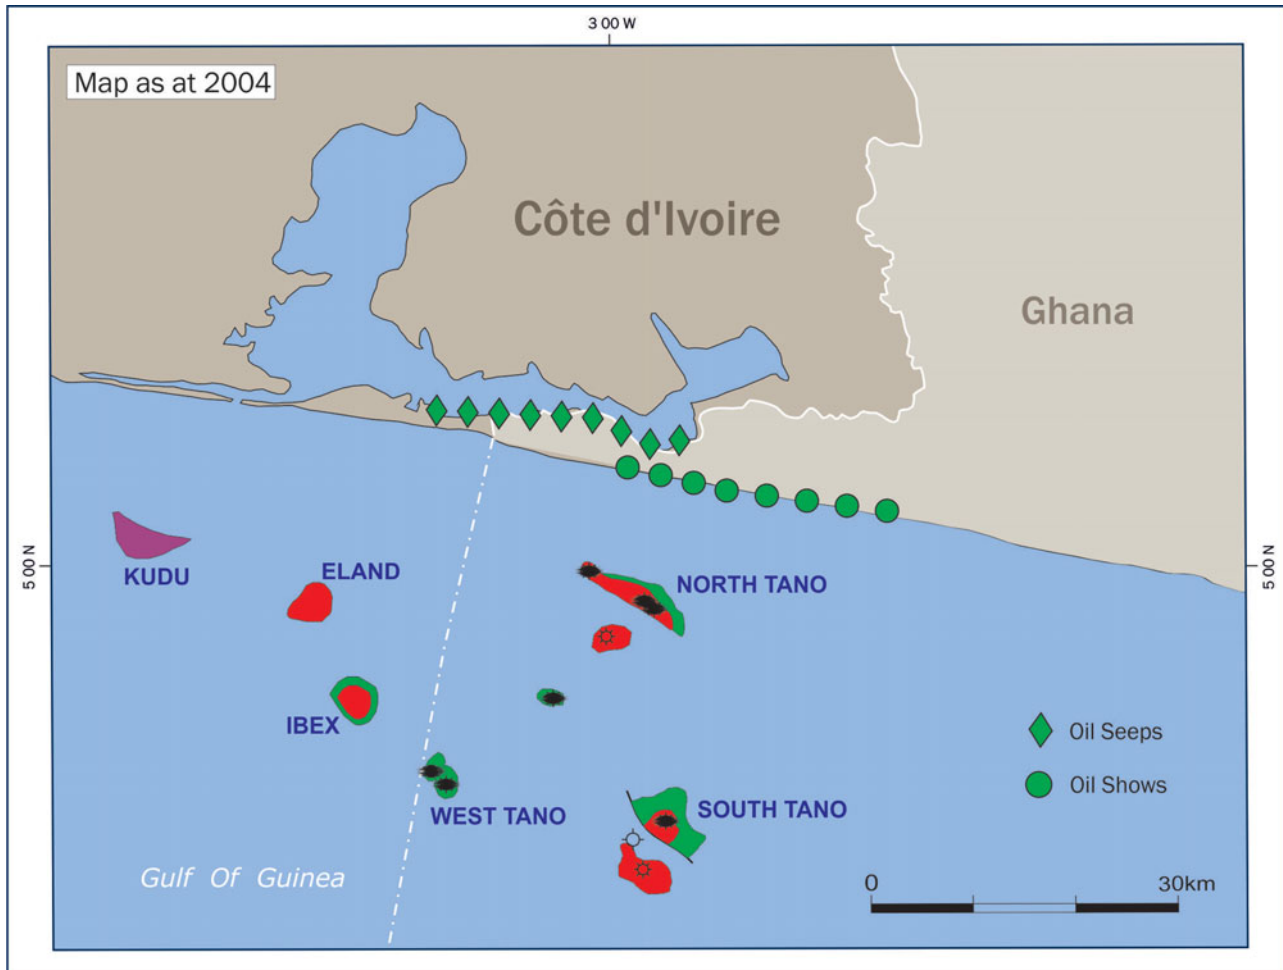 3 00 W
Map as at 2004
Côte d'Ivoire
Ghana
5 00 N
5 00 N
KUDU
ELAND
NORTH TANO
IBEX
WEST TANO
SOUTH TANO
Oil Seeps
Oil Shows
Gulf Of Guinea
0 30km